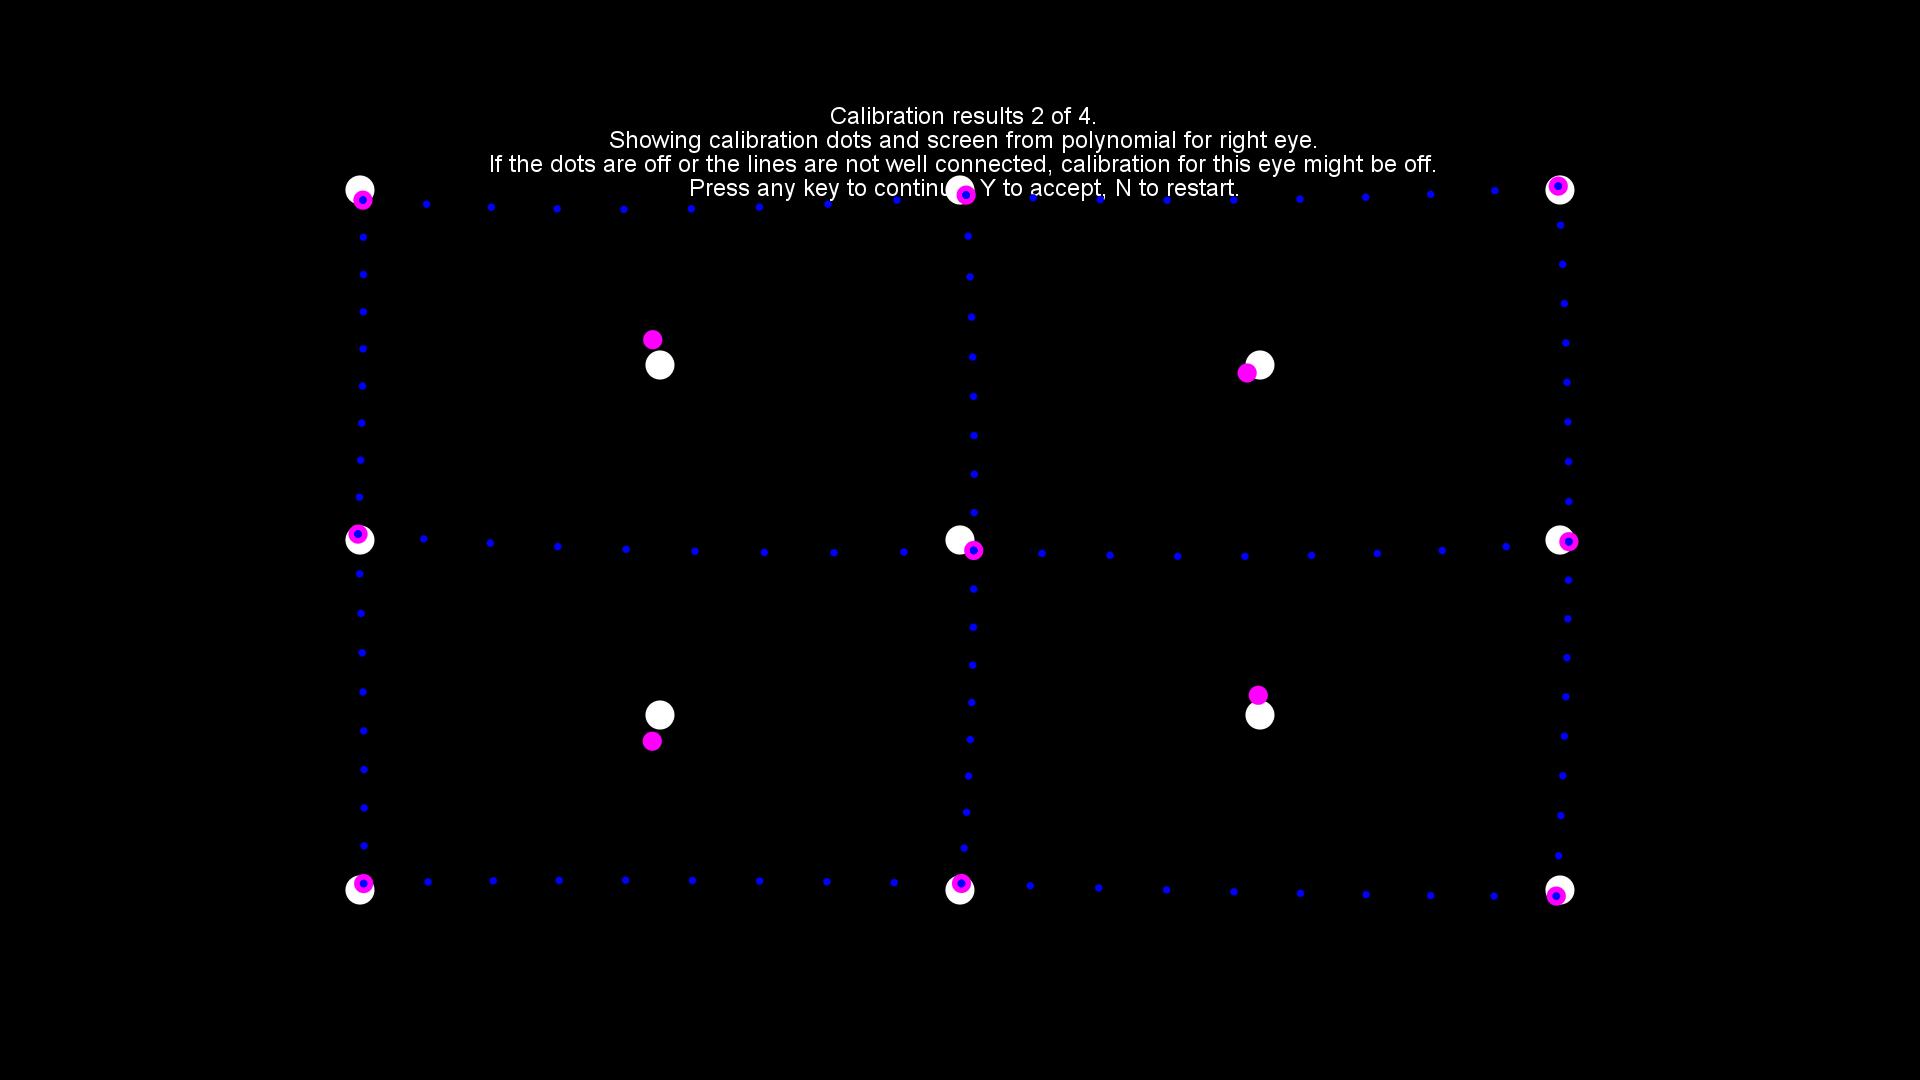 Calibration results 2 of 4.
Showing calibration dots and screen from polynomial for right eye.
If the dots are off or the lines are not well connected, calibration for this eye might be off.
Press any key to continu Y to accept, N to restart.